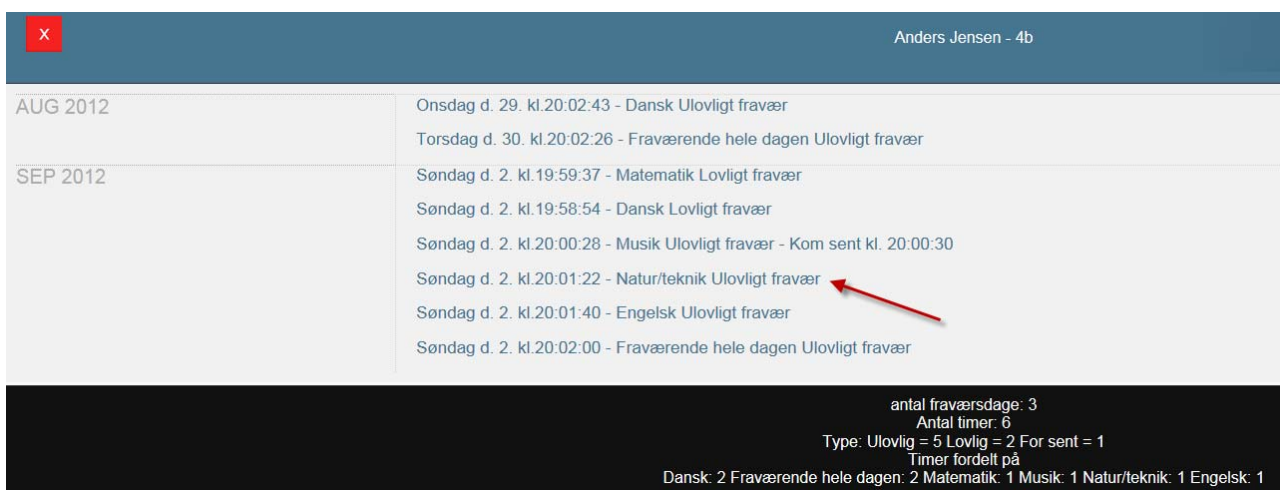 X
Anders Jensen - 4b
AUG 2012
Onsdag d. 29. kl.20:02:43 - Dansk Ulovligt fravær
Torsdag d. 30. kl.20:02:26 - Fraværende hele dagen Ulovligt fravær
SEP 2012
Søndag d. 2. kl.19:59:37 - Matematik Lovligt fravær
Søndag d. 2. kl.19:58:54 - Dansk Lovligt fravær
Søndag d. 2. kl.20:00:28 - Musik Ulovligt fravær - Kom sent kl. 20:00:30
Søndag d. 2. kl.20:01:22 - Natur/teknik Ulovligt fravær
Søndag d. 2. kl.20:01:40 - Engelsk Ulovligt fravær
Søndag d. 2. kl.20:02:00 - Fraværende hele dagen Ulovligt fravær
antal fraværsdage: 3
Antal timer: 6
Type: Ulovlig = 5 Lovlig = 2 For sent = 1
Timer fordelt på
Dansk: 2 Fraværende hele dagen: 2 Matematik: 1 Musik: 1 Natur/teknik: 1 Engelsk: 1